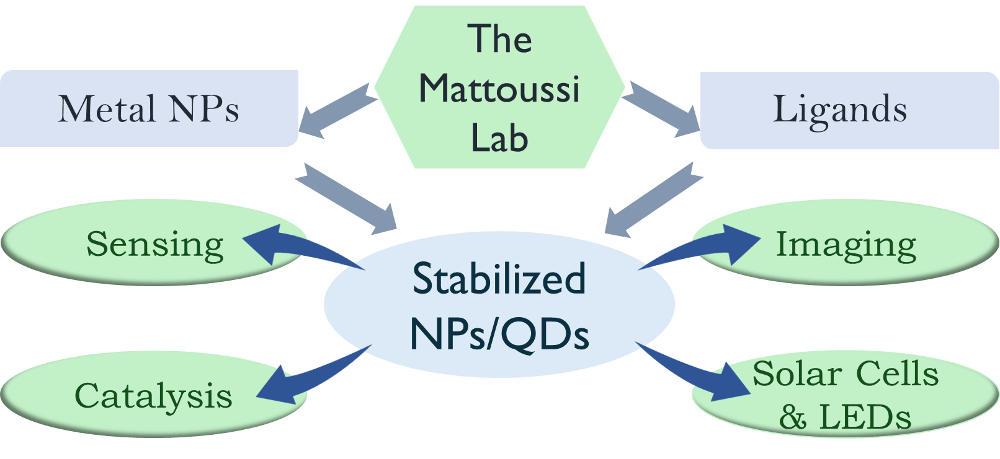 The
Mattoussi
Lab
Metal NPs
Ligands
Sensing
Imaging
Stabilized
NPs/QDs
Catalysis
Solar Cells
& LEDs